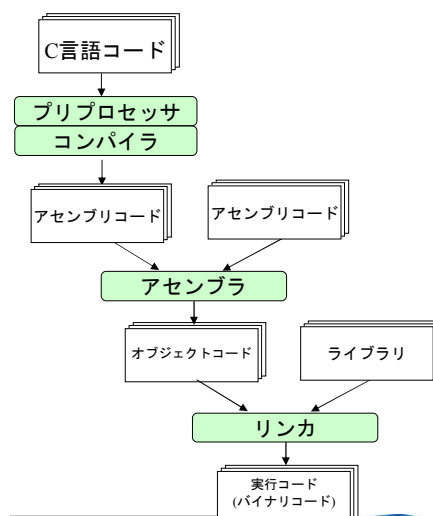 C言語コード
プリプロセッサ
コンパイラ
アセンブリコード
アセンブリコード
アセンブラ
オブジェクトコード
ライブラリ
リンカ
実行コード
(バイナリコード)